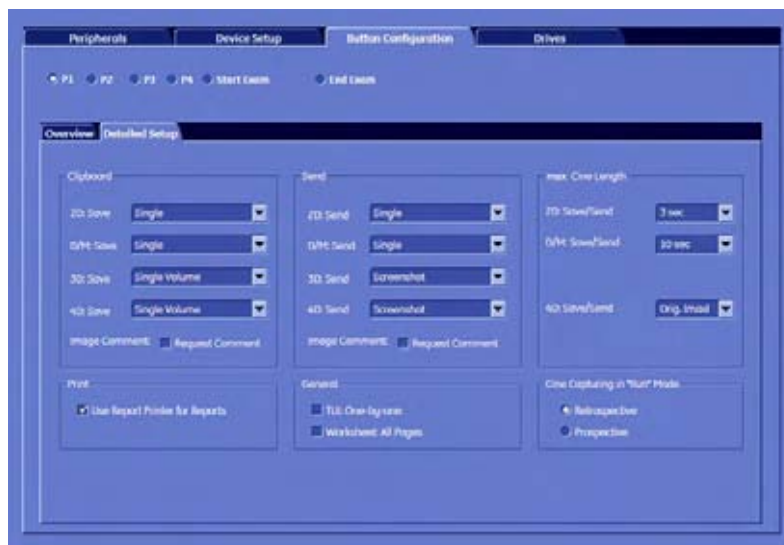 Peripherals Device Setup Button Configuration Drives
P1 P2 P3 P4 Start Exam End Exam
Overview Detailed Setup
Clipboard Send max. Cine Length
2D: Save Single 2D: Send Single 2D: Save/Send 3 sec
D/M: Save Single D/M: Send Single D/M: Save/Send 10 sec
3D: Save Single Volume 3D: Send Screenshot
4D: Save Single Volume 4D: Send Screenshot 4D: Save/Send Orig.
Image Comment: Request Comment Image Comment: Request Comment
Print General Cine Capturing in "Run" Mode
Use Report Printer for Reports TUI: One-by-one Retrospective
Worksheet: All Pages Prospective